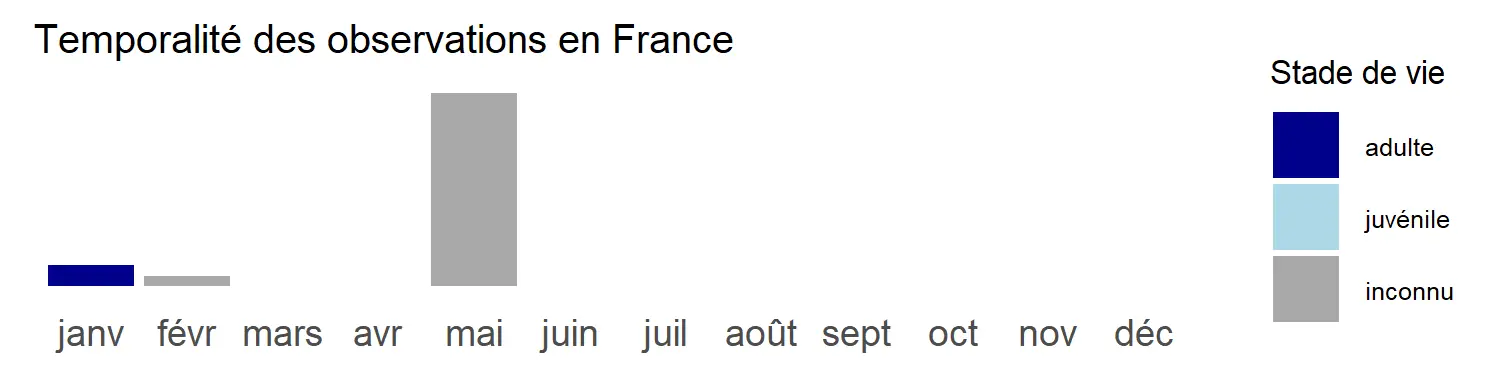 Temporalité des observations en France
Stade de vie
adulte
juvénile
inconnu
janv févr mars avr mai juin juil août sept oct nov déc